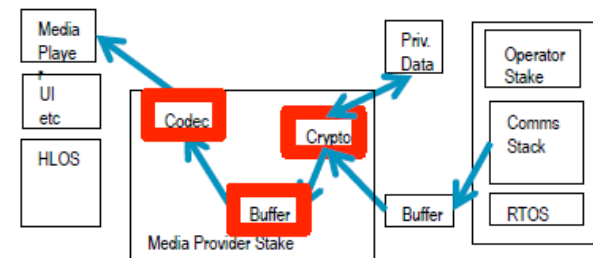 Media
Playe
r
UI
etc
HLOS
Codec
Crypto
Buffer
Media Provider Stake
Priv.
Data
Buffer
Operator
Stake
Comms
Stack
RTOS